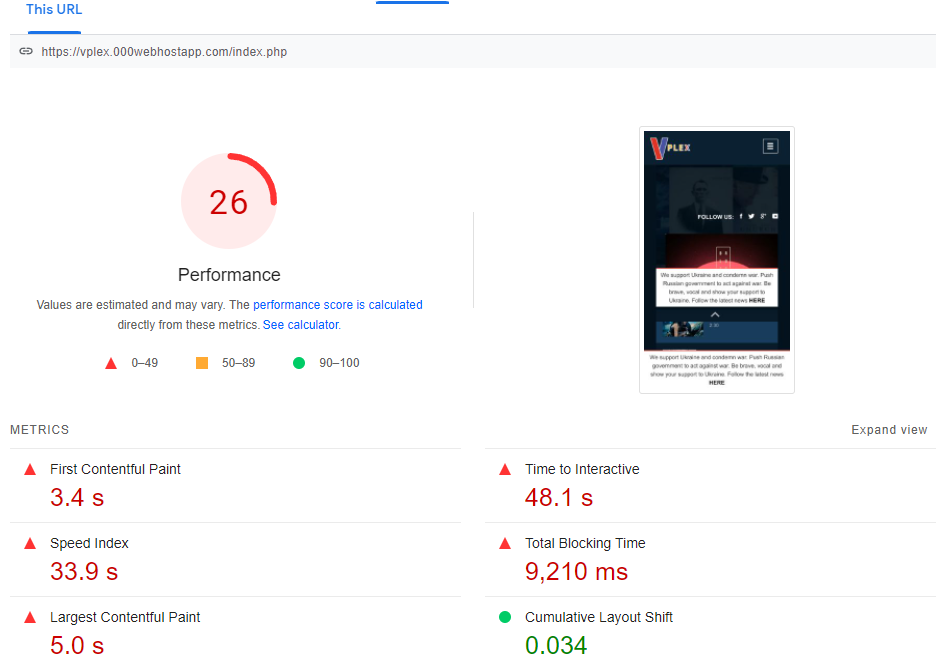 This URL
https://vplex.000webhostapp.com/index.php
26
Performance
Values are estimated and may vary. The performance score is calculated
directly from these metrics. See calculator.
0–49
50–89
90–100
VPLEX
FOLLOW US:
We support Ukraine and condemn war. Push
Russian government to act against war. Be
brave, vocal and show your support to
Ukraine. Follow the latest news HERE
We support Ukraine and condemn war. Push Russian
government to act against war. Be brave, vocal and
show your support to Ukraine. Follow the latest news
HERE
METRICS
Expand view
First Contentful Paint
3.4 s
Time to Interactive
48.1 s
Speed Index
33.9 s
Total Blocking Time
9,210 ms
Largest Contentful Paint
5.0 s
Cumulative Layout Shift
0.034